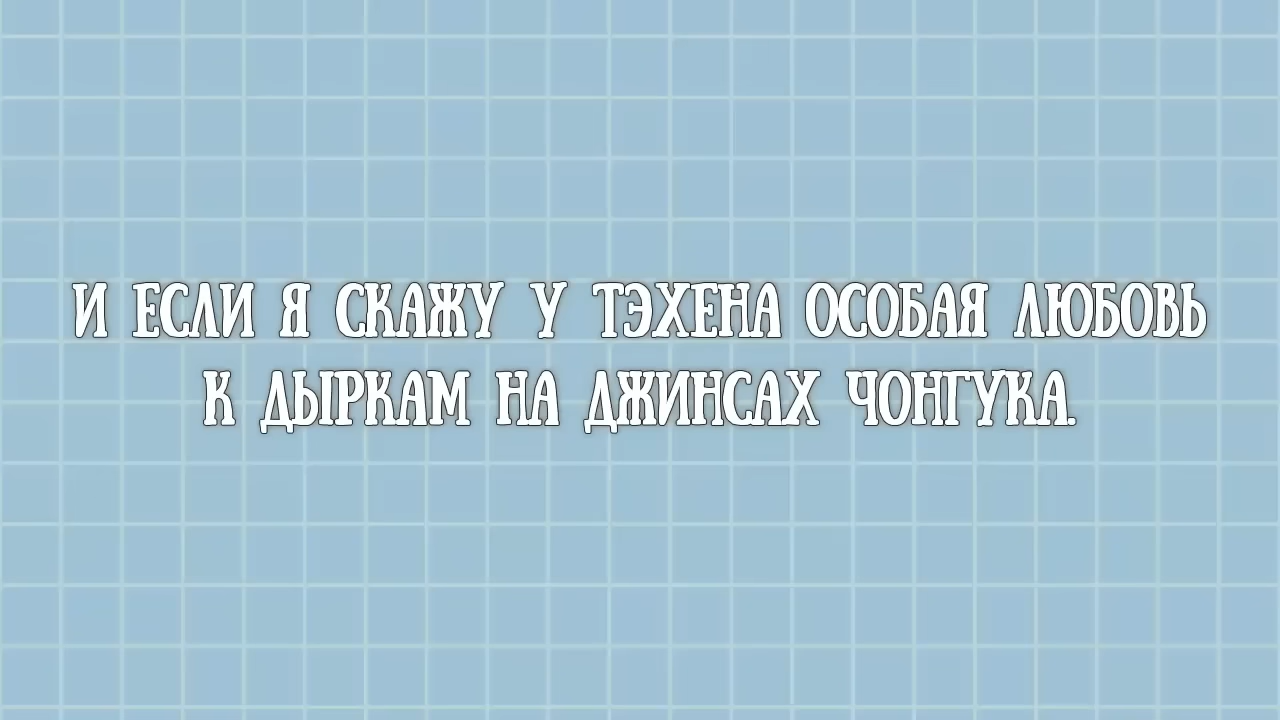 И ЕСЛИ Я СКАЖУ У ТЭХЕНА ОСОБАЯ ЛЮБОВЬ
К ДЫРКАМ НА ДЖИНСАХ ЧОНГУКА.